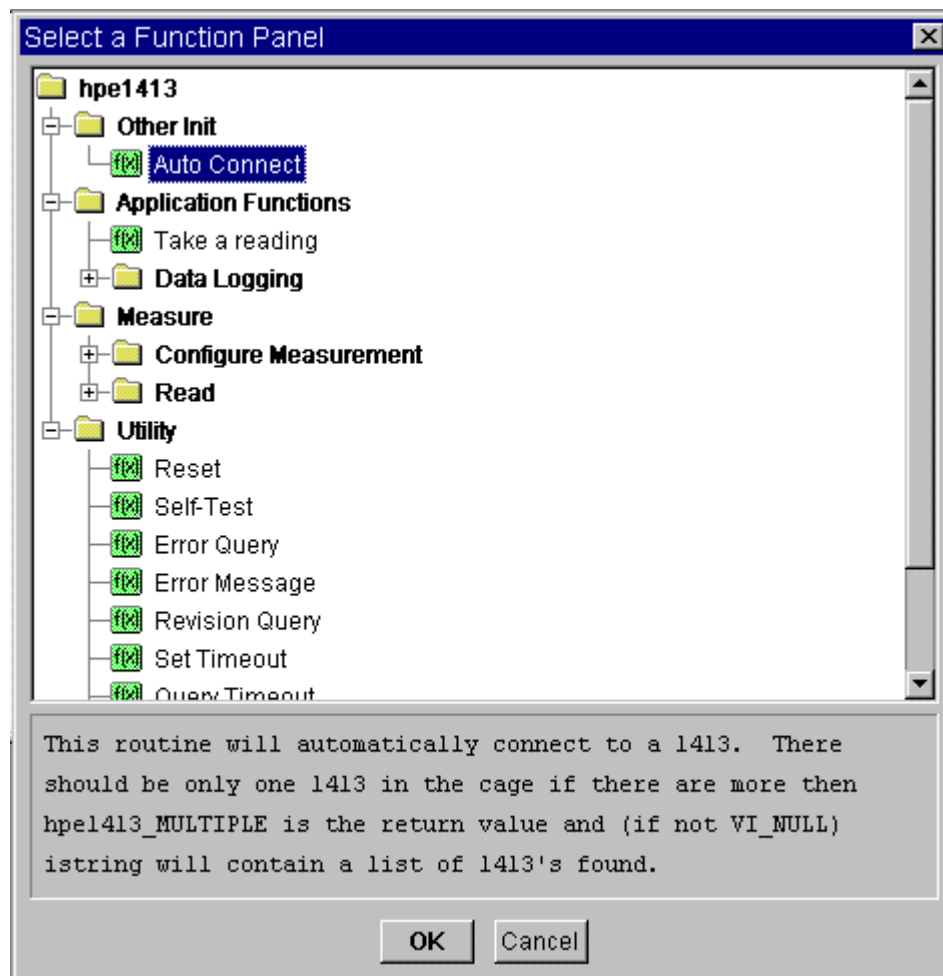 Select a Function Panel
hpe1413
Other Init
f(x) Auto Connect
Application Functions
f(x) Take a reading
Data Logging
Measure
Configure Measurement
Read
Utility
f(x) Reset
f(x) Self-Test
f(x) Error Query
f(x) Error Message
f(x) Revision Query
f(x) Set Timeout
f(x) Query Timeout
This routine will automatically connect to a 1413. There
should be only one 1413 in the cage if there are more then
hpe1413_MULTIPLE is the return value and (if not VI_NULL)
istring will contain a list of 1413's found.
OK Cancel